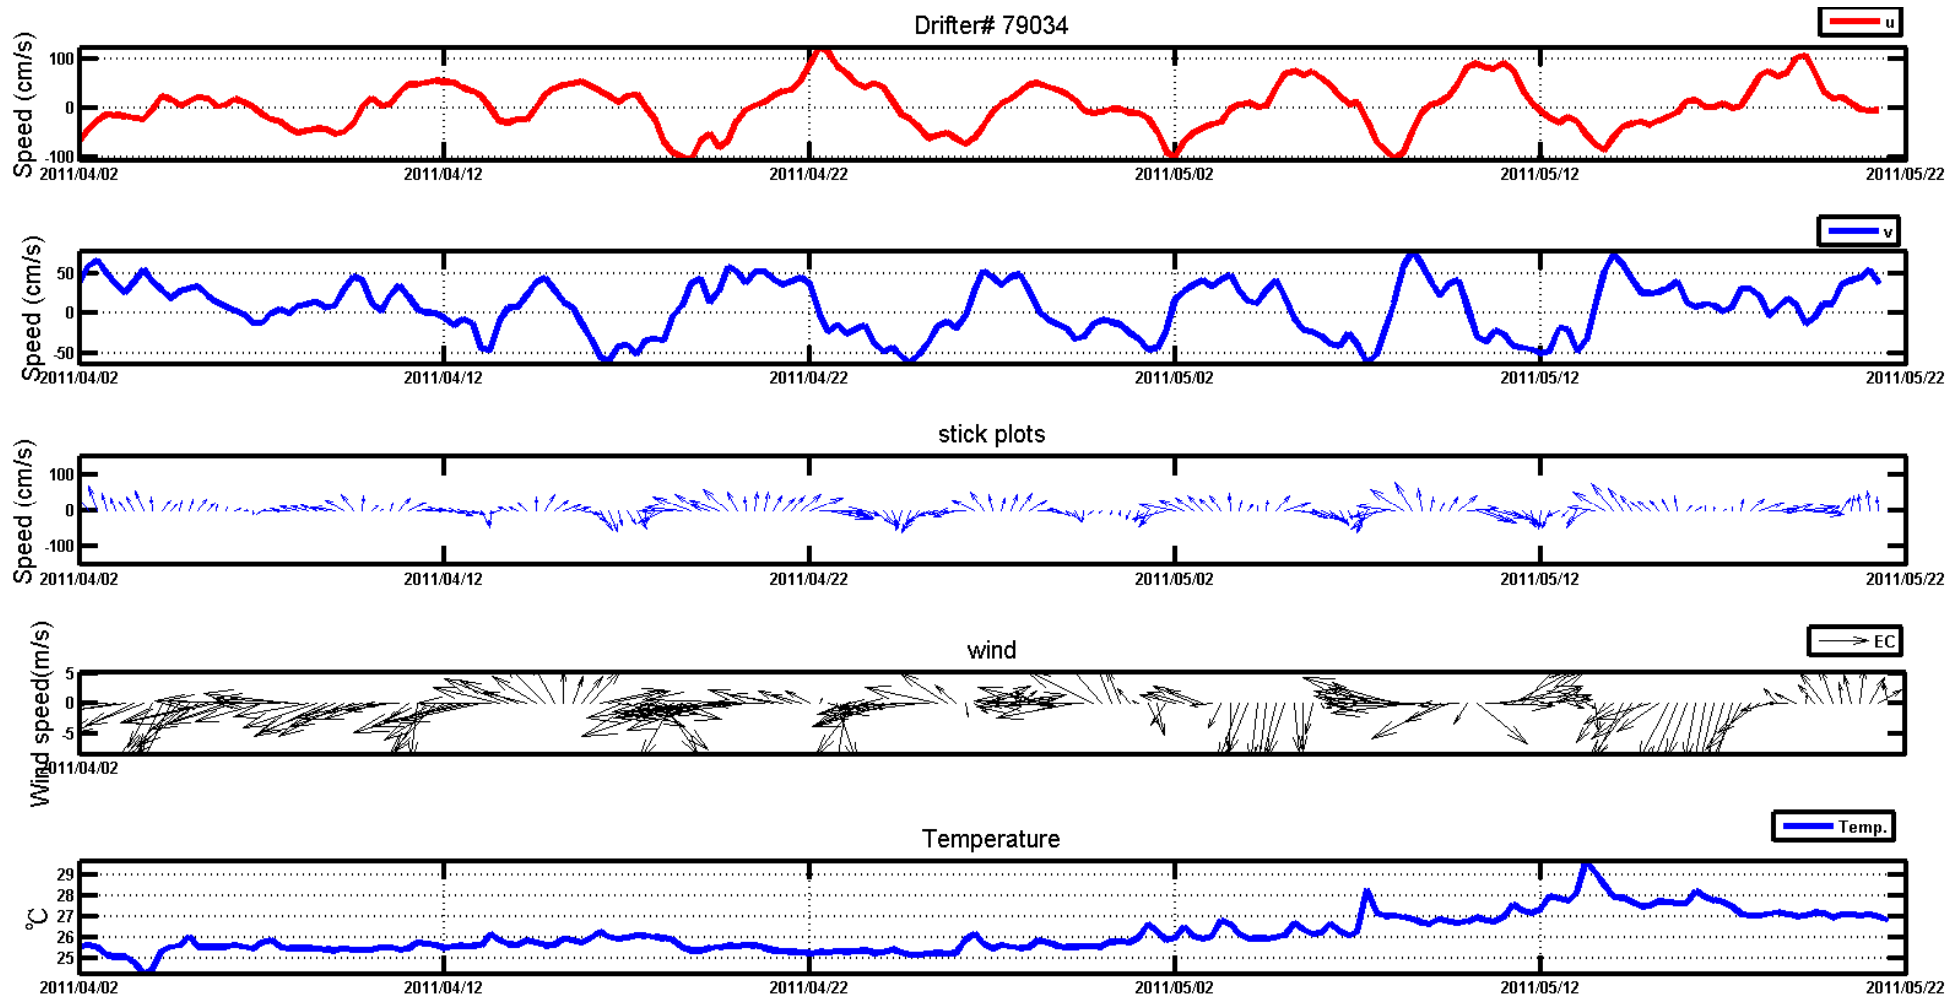 Drifter# 79034
u
Speed (cm/s)
100
0
-100
2011/04/02 2011/04/12 2011/04/22 2011/05/02 2011/05/12 2011/05/22
v
Speed (cm/s)
50
0
-50
2011/04/02 2011/04/12 2011/04/22 2011/05/02 2011/05/12 2011/05/22
stick plots
Speed (cm/s)
100
0
-100
2011/04/02 2011/04/12 2011/04/22 2011/05/02 2011/05/12 2011/05/22
wind
EC
Wind speed(m/s)
5
0
-5
2011/04/02
Temperature
Temp.
°C
29
28
27
26
25
2011/04/02 2011/04/12 2011/04/22 2011/05/02 2011/05/12 2011/05/22